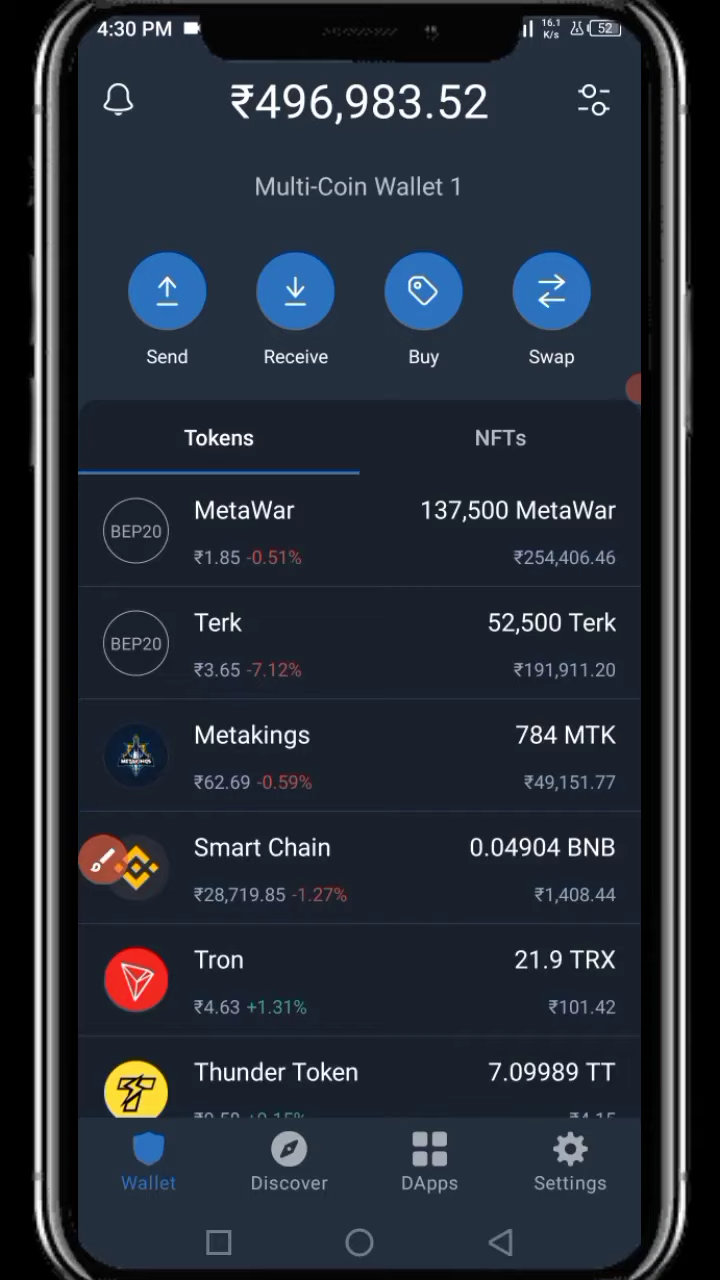 4:30 PM 16.1 K/s 52
₹496,983.52
Multi-Coin Wallet 1
Send Receive Buy Swap
Tokens NFTs
BEP20 MetaWar 137,500 MetaWar
₹1.85 -0.51% ₹254,406.46
BEP20 Terk 52,500 Terk
₹3.65 -7.12% ₹191,911.20
Metakings 784 MTK
METAKINGS
₹62.69 -0.59% ₹49,151.77
Smart Chain 0.04904 BNB
₹28,719.85 -1.27% ₹1,408.44
Tron 21.9 TRX
₹4.63 +1.31% ₹101.42
Thunder Token 7.09989 TT
Wallet Discover DApps Settings